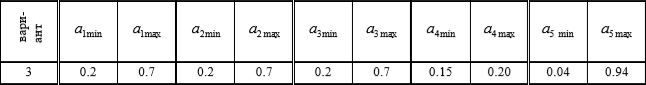 вари-
ант a1min a1max a2min a2 max a3min a3 max a4min a4 max a5 min a5 max
3 0.2 0.7 0.2 0.7 0.2 0.7 0.15 0.20 0.04 0.94